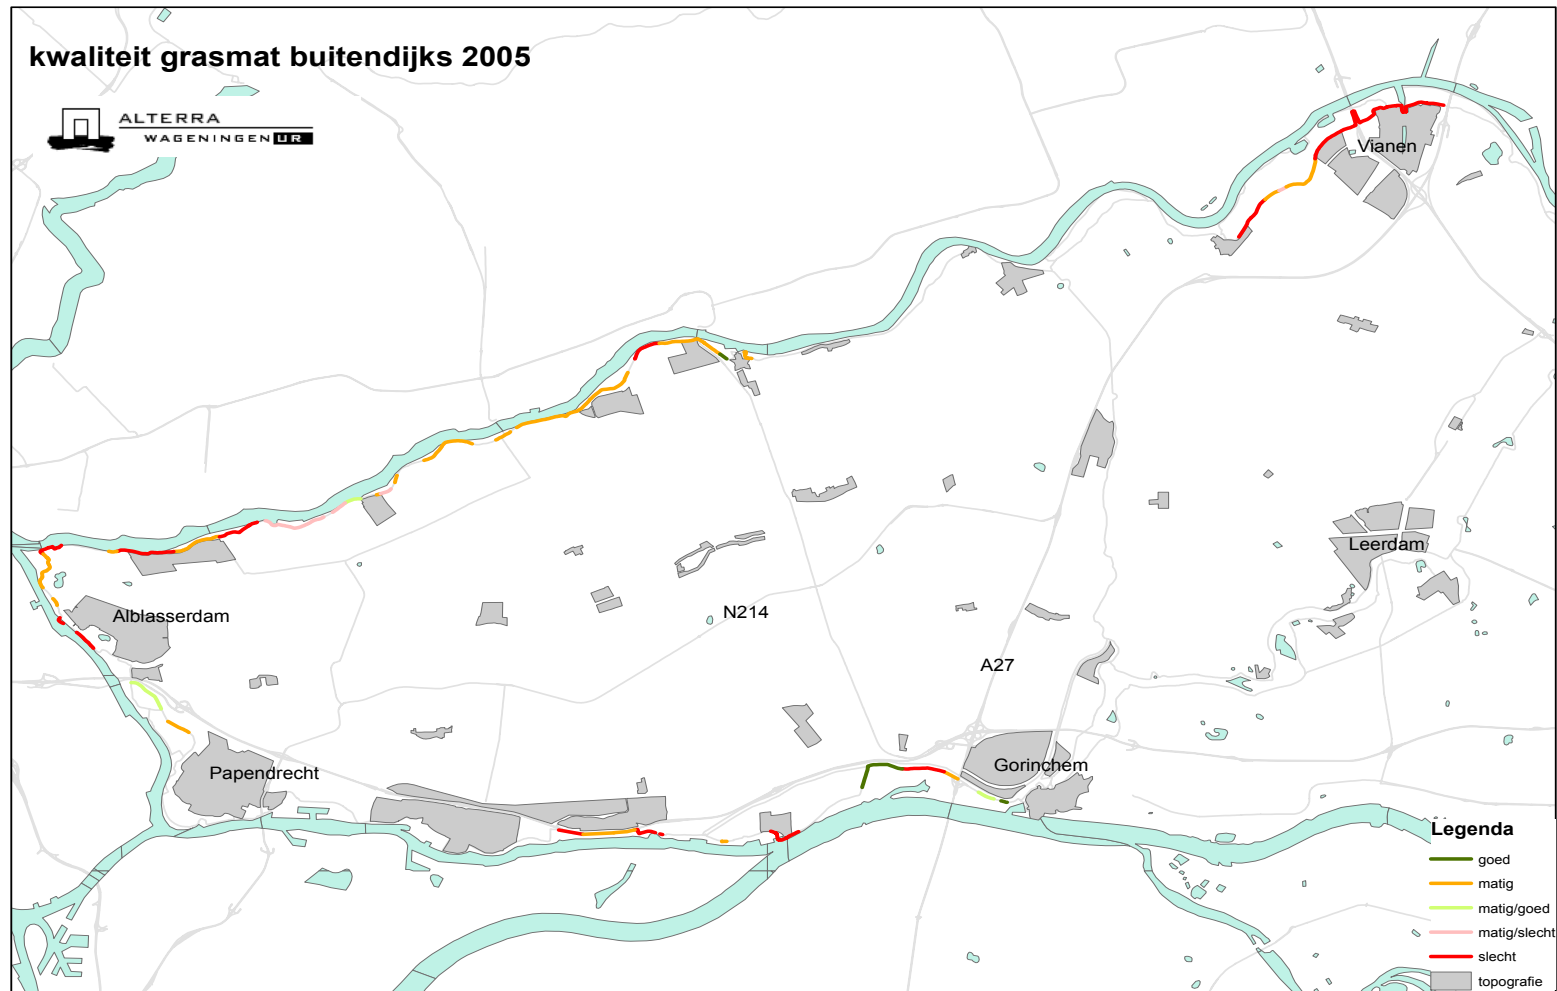 kwaliteit grasmat buitendijks 2005
ALTERRA
WAGENINGEN UR
Vianen
Leerdam
Alblasserdam
N214
A27
Papendrecht
Gorinchem
Legenda
goed
matig
matig/goed
matig/slecht
slecht
topografie